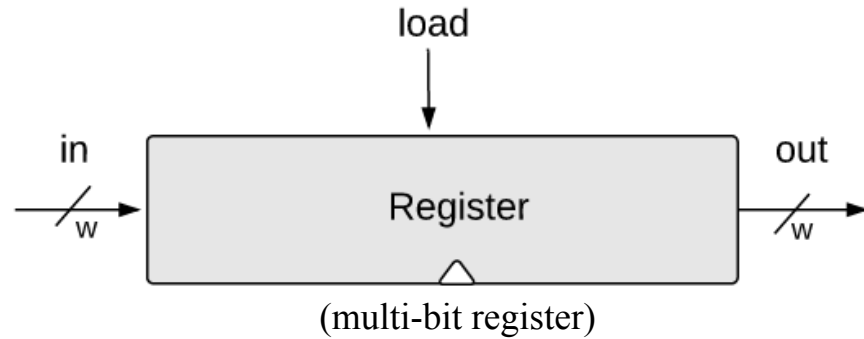 load
in
out
w
Register
w
(multi-bit register)